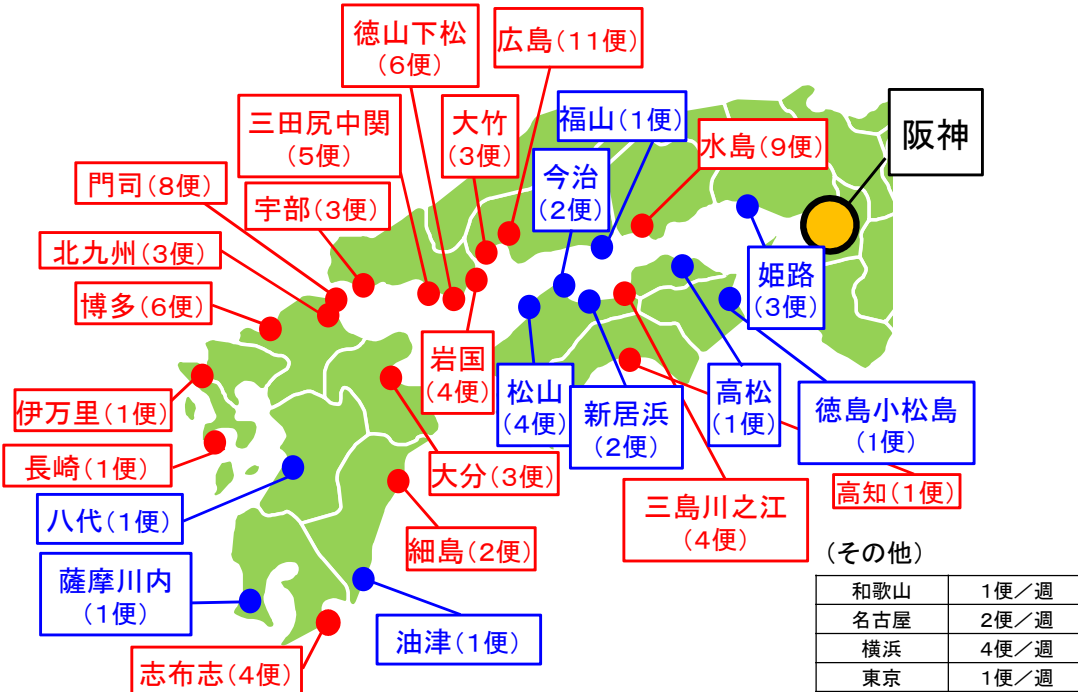 徳山下松
(6便)
広島(11便)
三田尻中関
(5便)
大竹
(3便)
福山(1便)
水島(9便)
阪神
門司(8便)
宇部(3便)
今治
(2便)
北九州(3便)
博多(6便)
姫路
(3便)
岩国
(4便)
松山
(4便)
新居浜
(2便)
高松
(1便)
徳島小松島
(1便)
伊万里(1便)
長崎(1便)
大分(3便)
高知(1便)
八代(1便)
細島(2便)
三島川之江
(4便)
薩摩川内
(1便)
油津(1便)
志布志(4便)
(その他)
和歌山 1便／週
名古屋 2便／週
横浜 4便／週
東京 1便／週